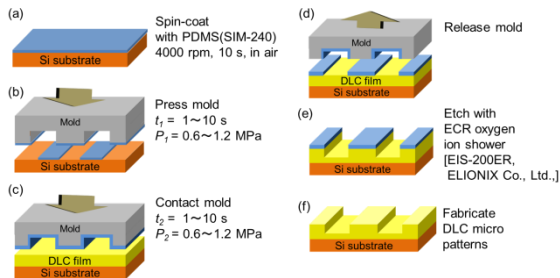 (a)
Spin-coat
with PDMS(SIM-240)
4000 rpm, 10 s, in air
Si substrate
(b)
Press mold
t1 = 1~10 s
P1 = 0.6~1.2 MPa
Mold
Si substrate
(c)
Contact mold
t2 = 1~10 s
P2 = 0.6~1.2 MPa
Mold
DLC film
Si substrate
(d)
Release mold
Mold
DLC film
Si substrate
(e)
Etch with
ECR oxygen
ion shower
[EIS-200ER,
ELIONIX Co., Ltd.,]
Si substrate
(f)
Fabricate
DLC micro
patterns
Si substrate